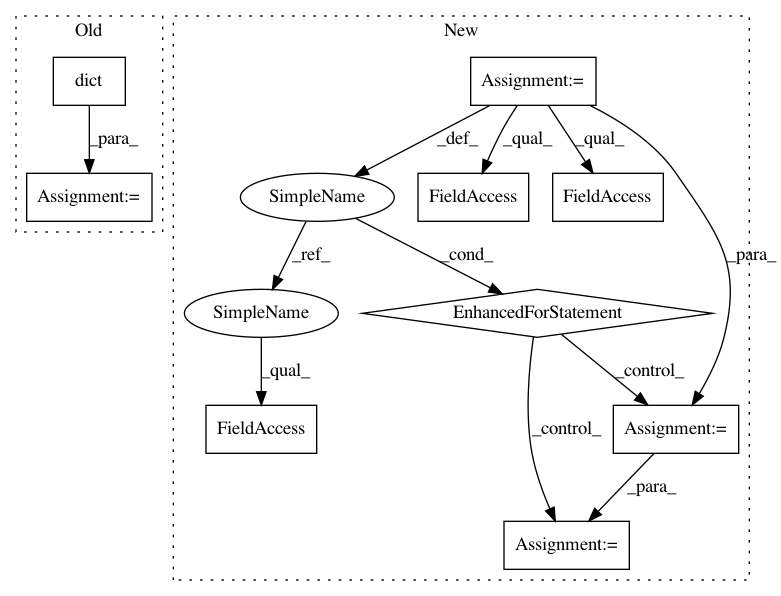 Old
New
dict
Assignment:=
_para_
_def_
_qual_
_qual_
Assignment:=
SimpleName
FieldAccess
FieldAccess
_ref_
_cond_
_para_
SimpleName
EnhancedForStatement
_qual_
_control_
_control_
FieldAccess
Assignment:=
_para_
Assignment:=